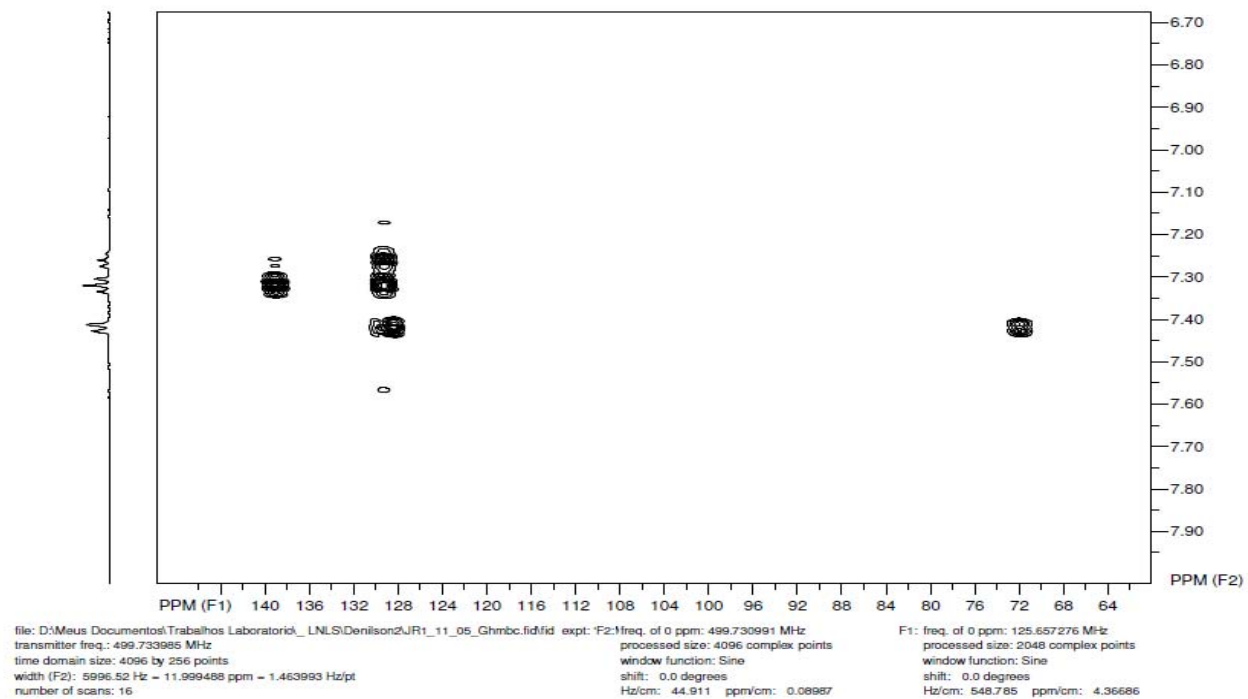 6.70
6.80
6.90
7.00
7.10
7.20
7.30
7.40
7.50
7.60
7.70
7.80
7.90
PPM (F2)
PPM (F1) 140 136 132 128 124 120 116 112 108 104 100 96 92 88 84 80 76 72 68 64
file: D:\Meus Documentos\Trabalhos Laboratorio\_ LNLS\Denilson2\JR1_11_05_Ghmbc.fid\fid expt: "F2: freq. of 0 ppm: 499.730991 MHz F1: freq. of 0 ppm: 125.657276 MHz
transmitter freq.: 499.733985 MHz processed size: 4096 complex points processed size: 2048 complex points
time domain size: 4096 by 256 points window function: Sine window function: Sine
width (F2): 5996.52 Hz = 11.999488 ppm = 1.463993 Hz/pt shift: 0.0 degrees shift: 0.0 degrees
number of scans: 16 Hz/cm: 44.911 ppm/cm: 0.08987 Hz/cm: 548.785 ppm/cm: 4.36686